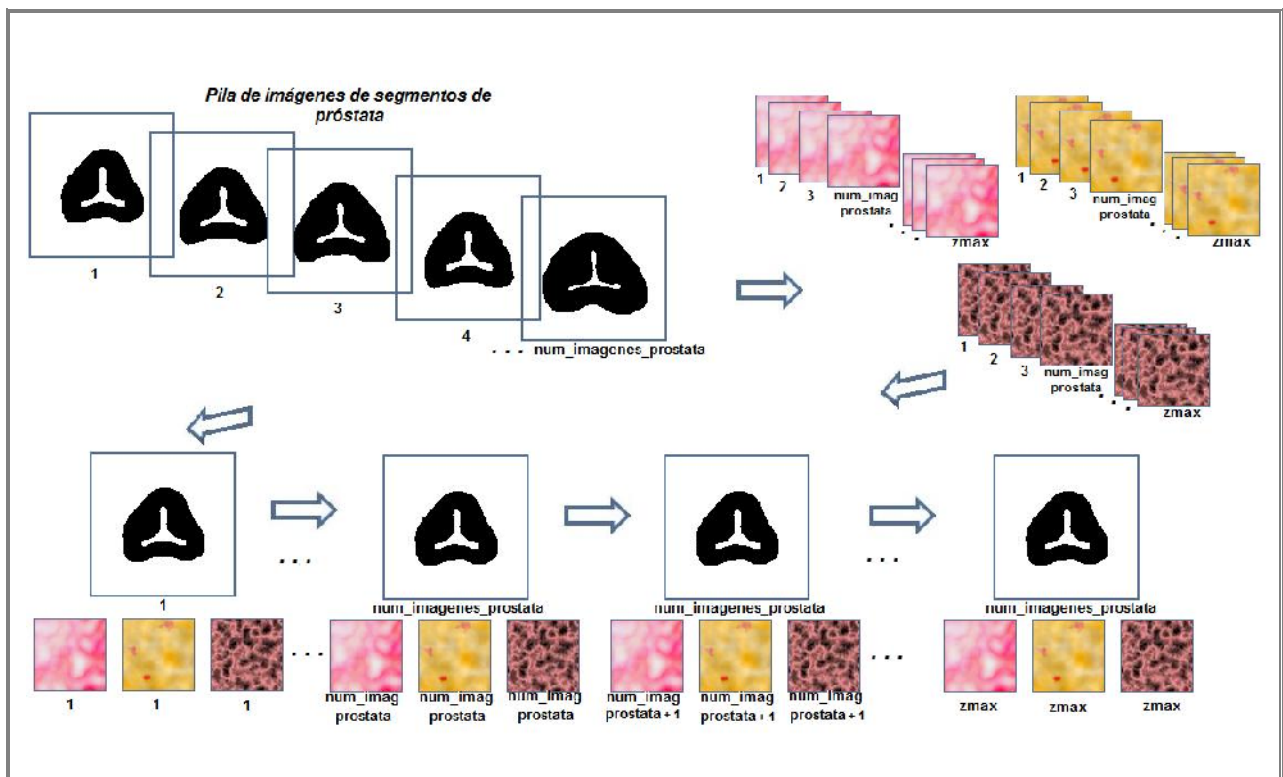 Pila de imágenes de segmentos de
próstata
1
2
3
4
. . . num_imagenes_prostata
1
2
3
num_imag
prostata
. . .
zmax
1
2
3
num_imag
prostata
. . .
zmax
1
2
3
num_imag
prostata
. . .
zmax
1
. . .
num_imagenes_prostata
num_imagenes_prostata
. . .
num_imagenes_prostata
1
1
1
. . .
num_imag
prostata
num_imag
prostata
num_imag
prostata
num_imag
prostata + 1
num_imag
prostata + 1
num_imag
prostata + 1
. . .
zmax
zmax
zmax